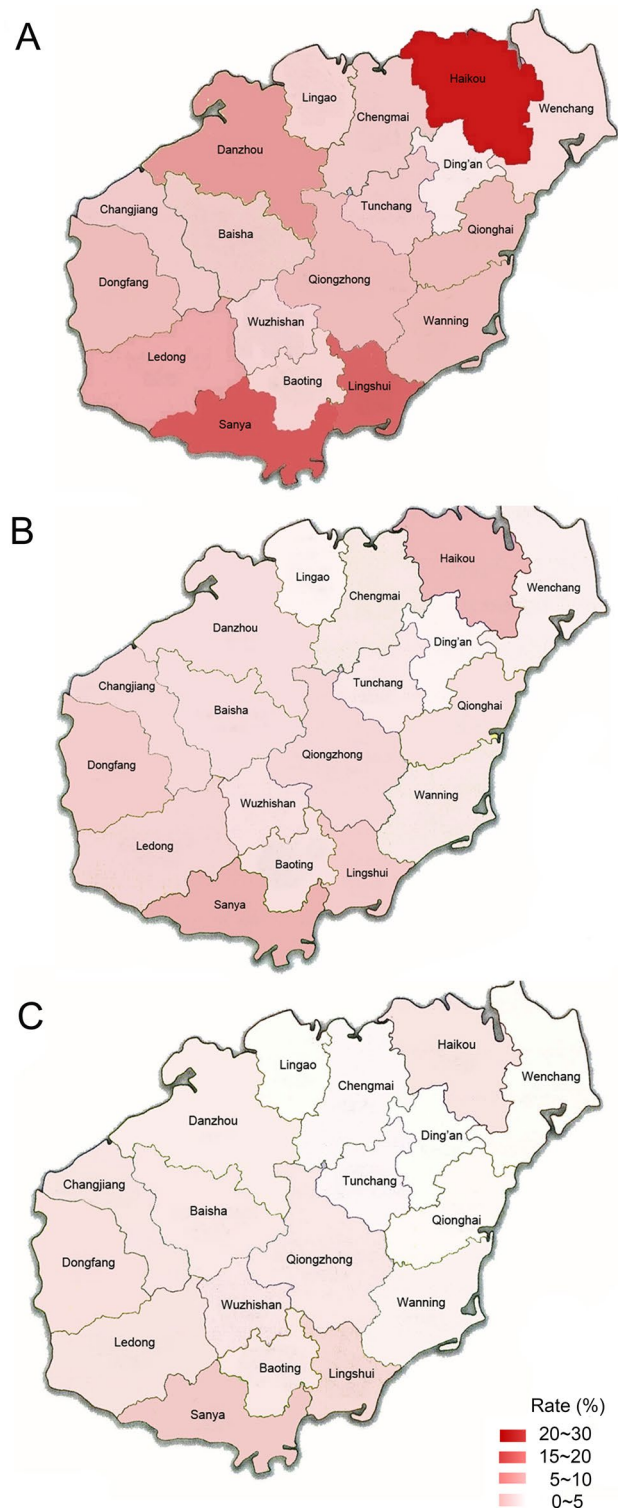 A
Haikou
Lingao
Wenchang
Chengmai
Danzhou
Ding'an
Tunchang
Changjiang
Qionghai
Baisha
Qiongzhong
Dongfang
Wuzhishan
Wanning
Ledong
Baoting
Lingshui
Sanya
B
Haikou
Lingao
Wenchang
Chengmai
Danzhou
Ding'an
Tunchang
Changjiang
Qionghai
Baisha
Qiongzhong
Dongfang
Wanning
Wuzhishan
Ledong
Baoting
Lingshui
Sanya
C
Haikou
Lingao
Wenchang
Chengmai
Danzhou
Ding'an
Tunchang
Changjiang
Baisha
Qionghai
Qiongzhong
Dongfang
Wanning
Wuzhishan
Ledong
Baoting
Lingshui
Sanya
Rate (%)
20~30
15~20
5~10
0~5